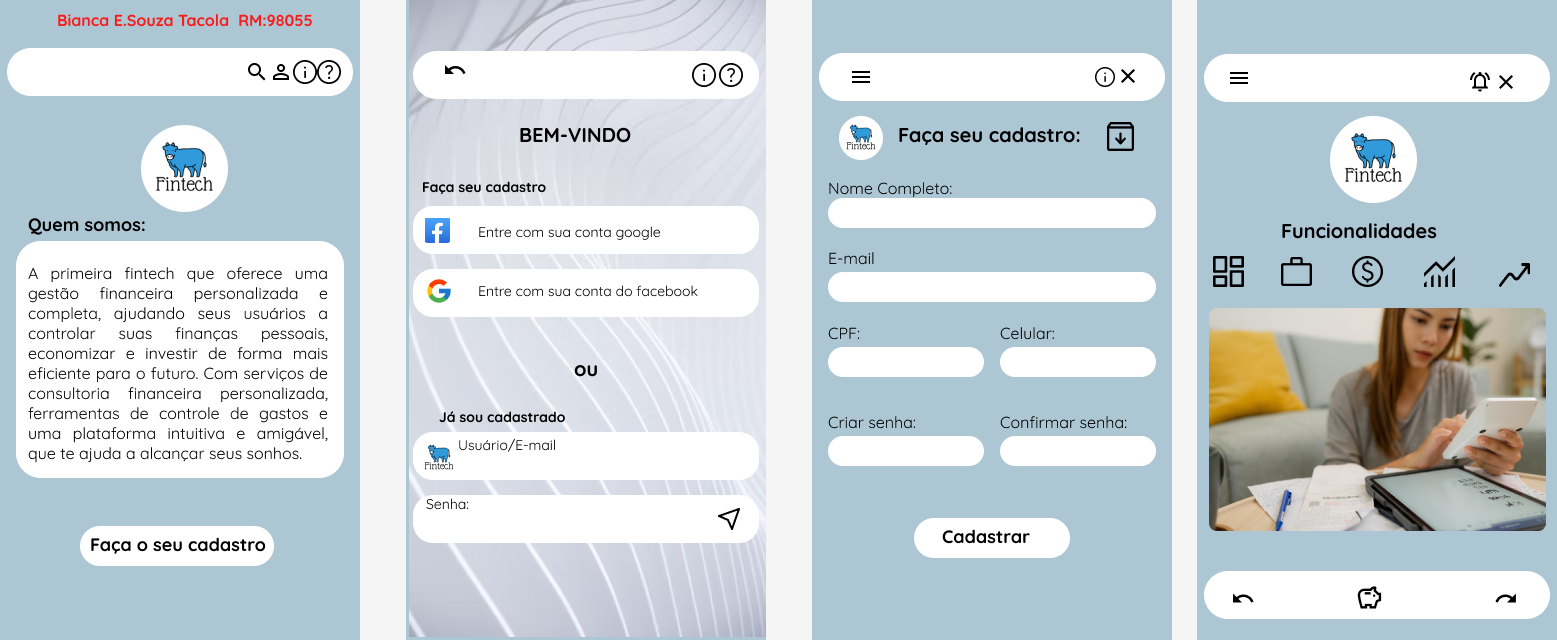 Bianca E.Souza Tacola RM:98055
Fintech
Quem somos:
A primeira fintech que oferece uma
gestão financeira personalizada e
completa, ajudando seus usuários a
controlar suas finanças pessoais,
economizar e investir de forma mais
eficiente para o futuro. Com serviços de
consultoria financeira personalizada,
ferramentas de controle de gastos e
uma plataforma intuitiva e amigável,
que te ajuda a alcançar seus sonhos.
Faça o seu cadastro
BEM-VINDO
Faça seu cadastro
Entre com sua conta google
Entre com sua conta do facebook
ou
Já sou cadastrado
Fintech
Usuário/E-mail
Senha:
Fintech
Faça seu cadastro:
Nome Completo:
E-mail
CPF:
Celular:
Criar senha:
Confirmar senha:
Cadastrar
Fintech
Funcionalidades